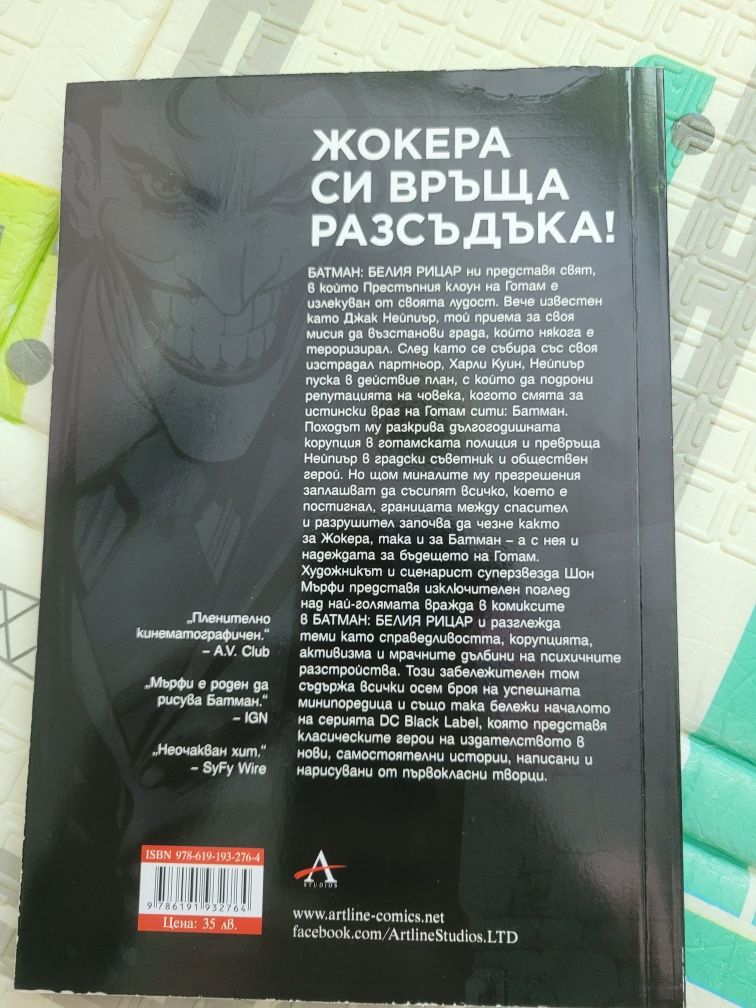 ЖОКЕРА
СИ ВРЪЩА
РАЗСЪДЪКА!
БАТМАН: БЕЛИЯ РИЦАР ни представя свят,
в който Престъпния клоун на Готам е
излекуван от своята лудост. Вече известен
като Джак Нейпиър, той приема за своя
мисия да възстанови града, който някога е
тероризирал. След като се събира със своя
изстрадал партньор, Харли Куин, Нейпиър
пуска в действие план, с който да подрони
репутацията на човека, когото смята за
истински враг на Готам сити: Батман.
Походът му разкрива дългогодишната
корупция в готамската полиция и превръща
Нейпиър в градски съветник и обществен
герой. Но щом миналите му прегрешения
заплашват да съсипят всичко, което е
постигнал, границата между спасител
и разрушител започва да чезне както
за Жокера, така и за Батман – а с нея и
надеждата за бъдещето на Готам.
Художникът и сценарист суперзвезда Шон
Мърфи представя изключителен поглед
над най-голямата вражда в комиксите
в БАТМАН: БЕЛИЯ РИЦАР и разглежда
теми като справедливостта, корупцията,
активизма и мрачните дълбини на психичните
разстройства. Този забележителен том
съдържа всички осем броя на успешната
минипоредица и също така бележи началото
на серията DC Black Label, която представя
класическите герои на издателството в
нови, самостоятелни истории, написани и
нарисувани от първокласни творци.
„Пленително
кинематографичен.“
– A.V. Club
„Мърфи е роден да
рисува Батман.“
– IGN
„Неочакван хит.“
– SyFy Wire
ISBN 978-619-193-276-4
9 786191 932764
Цена: 35 лв.
A
STUDIOS
www.artline-comics.net
facebook.com/ArtlineStudios.LTD